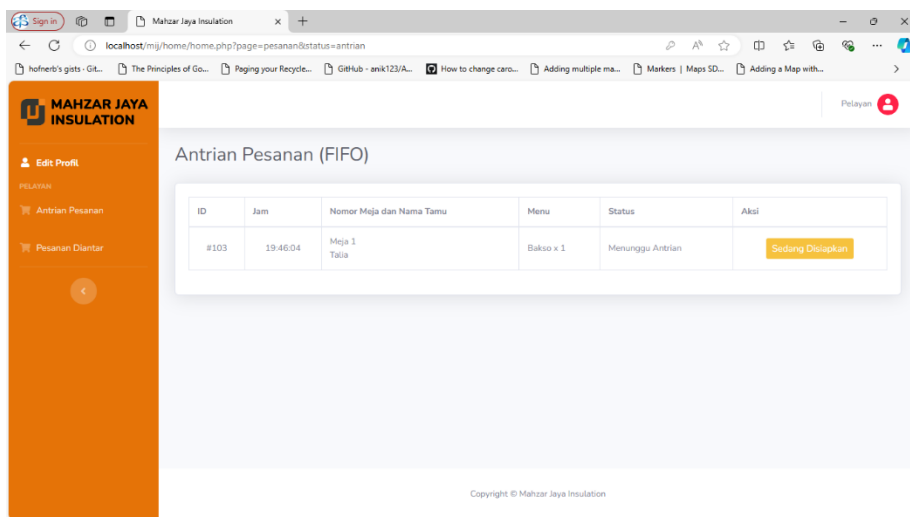 Sign in
Mahzar Jaya Insulation
localhost/mij/home/home.php?page=pesanan&status=antrian
hofnerb's gists - Git...
The Principles of Go...
Paging your Recycle...
GitHub - anik123/A...
How to change caro...
Adding multiple ma...
Markers | Maps SD...
Adding a Map with...
MAHZAR JAYA
INSULATION
Pelayan
Edit Profil
PELAYAN
Antrian Pesanan
Pesanan Diantar
Antrian Pesanan (FIFO)
ID Jam Nomor Meja dan Nama Tamu Menu Status Aksi
#103 19:46:04 Meja 1 Bakso x 1 Menunggu Antrian Sedang Disiapkan
Talia
Copyright © Mahzar Jaya Insulation